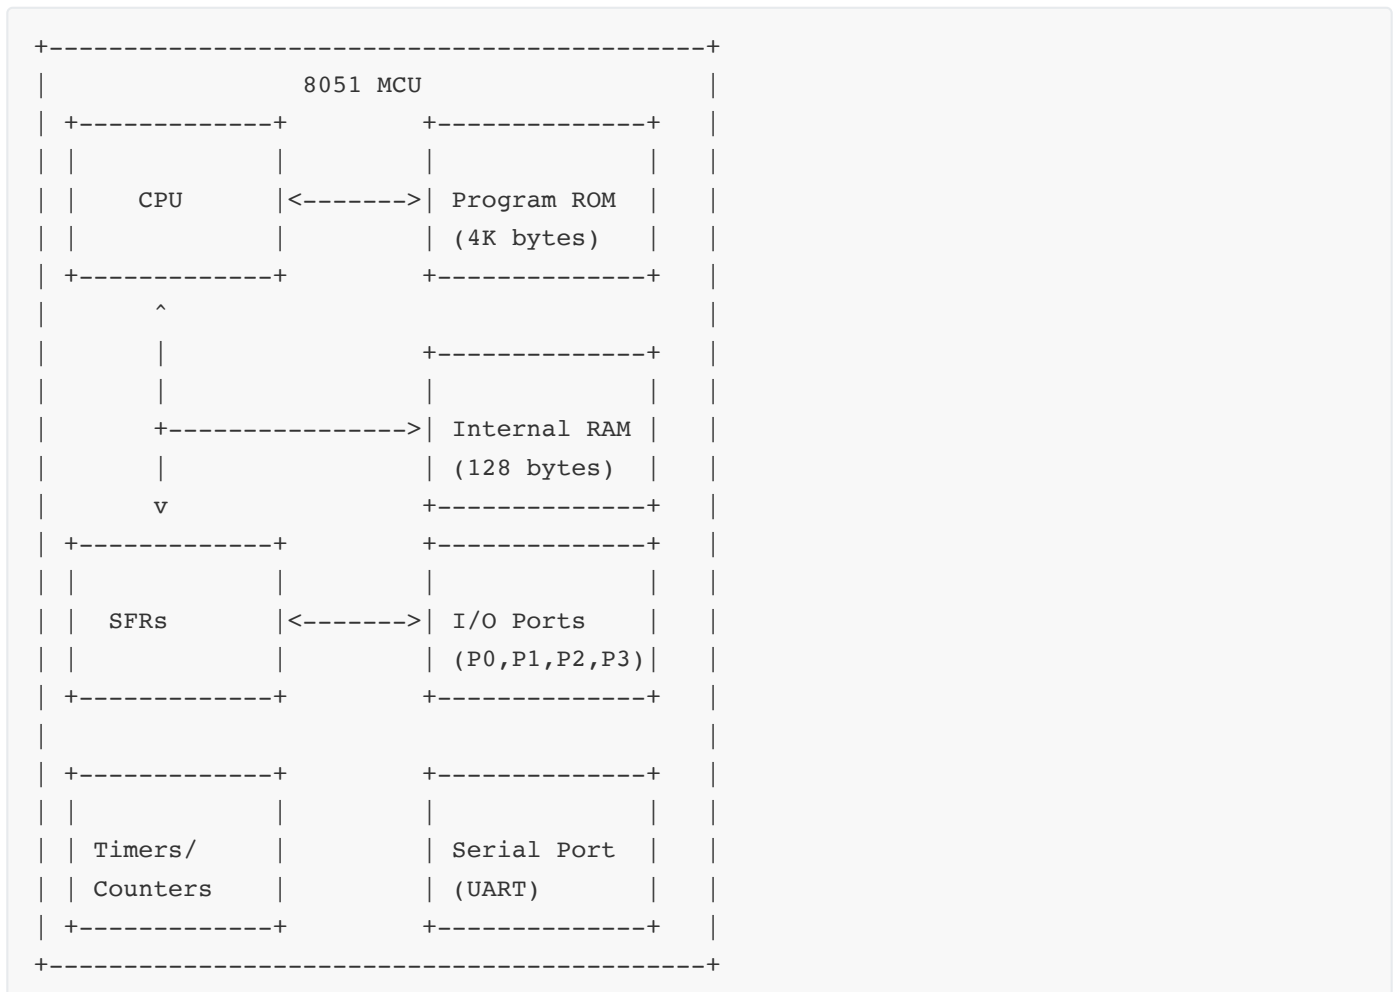 +--------------------------------------------+
|                  8051 MCU                  |
| +-------------+         +--------------+   |
| |             |         |              |   |
| |    CPU      |<------->| Program ROM  |   |
| |             |         | (4K bytes)   |   |
| +-------------+         +--------------+   |
|       ^                                    |
|       |                 +--------------+   |
|       |                 |              |   |
|       +---------------->| Internal RAM |   |
|       |                 | (128 bytes)  |   |
|       v                 +--------------+   |
| +-------------+         +--------------+   |
| |             |         |              |   |
| |  SFRs       |<------->| I/O Ports    |   |
| |             |         | (P0,P1,P2,P3)|   |
| +-------------+         +--------------+   |
|                                            |
| +-------------+         +--------------+   |
| |             |         |              |   |
| | Timers/     |         | Serial Port  |   |
| | Counters    |         | (UART)       |   |
| +-------------+         +--------------+   |
+--------------------------------------------+